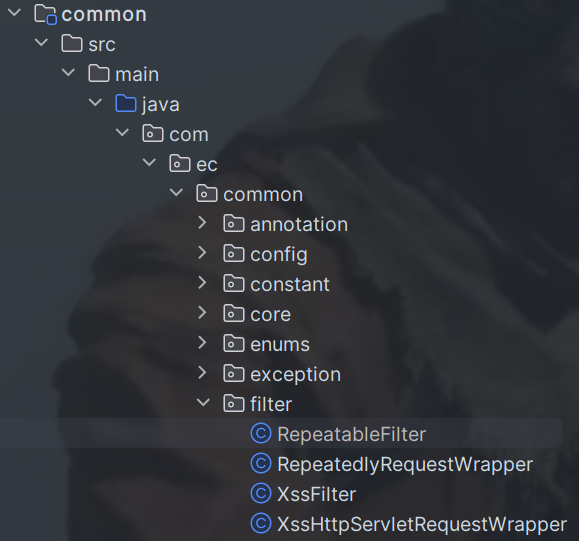 common
src
main
java
com
ec
common
annotation
config
constant
core
enums
exception
filter
RepeatableFilter
RepeatedlyRequestWrapper
XssFilter
XssHttpServletRequestWrapper